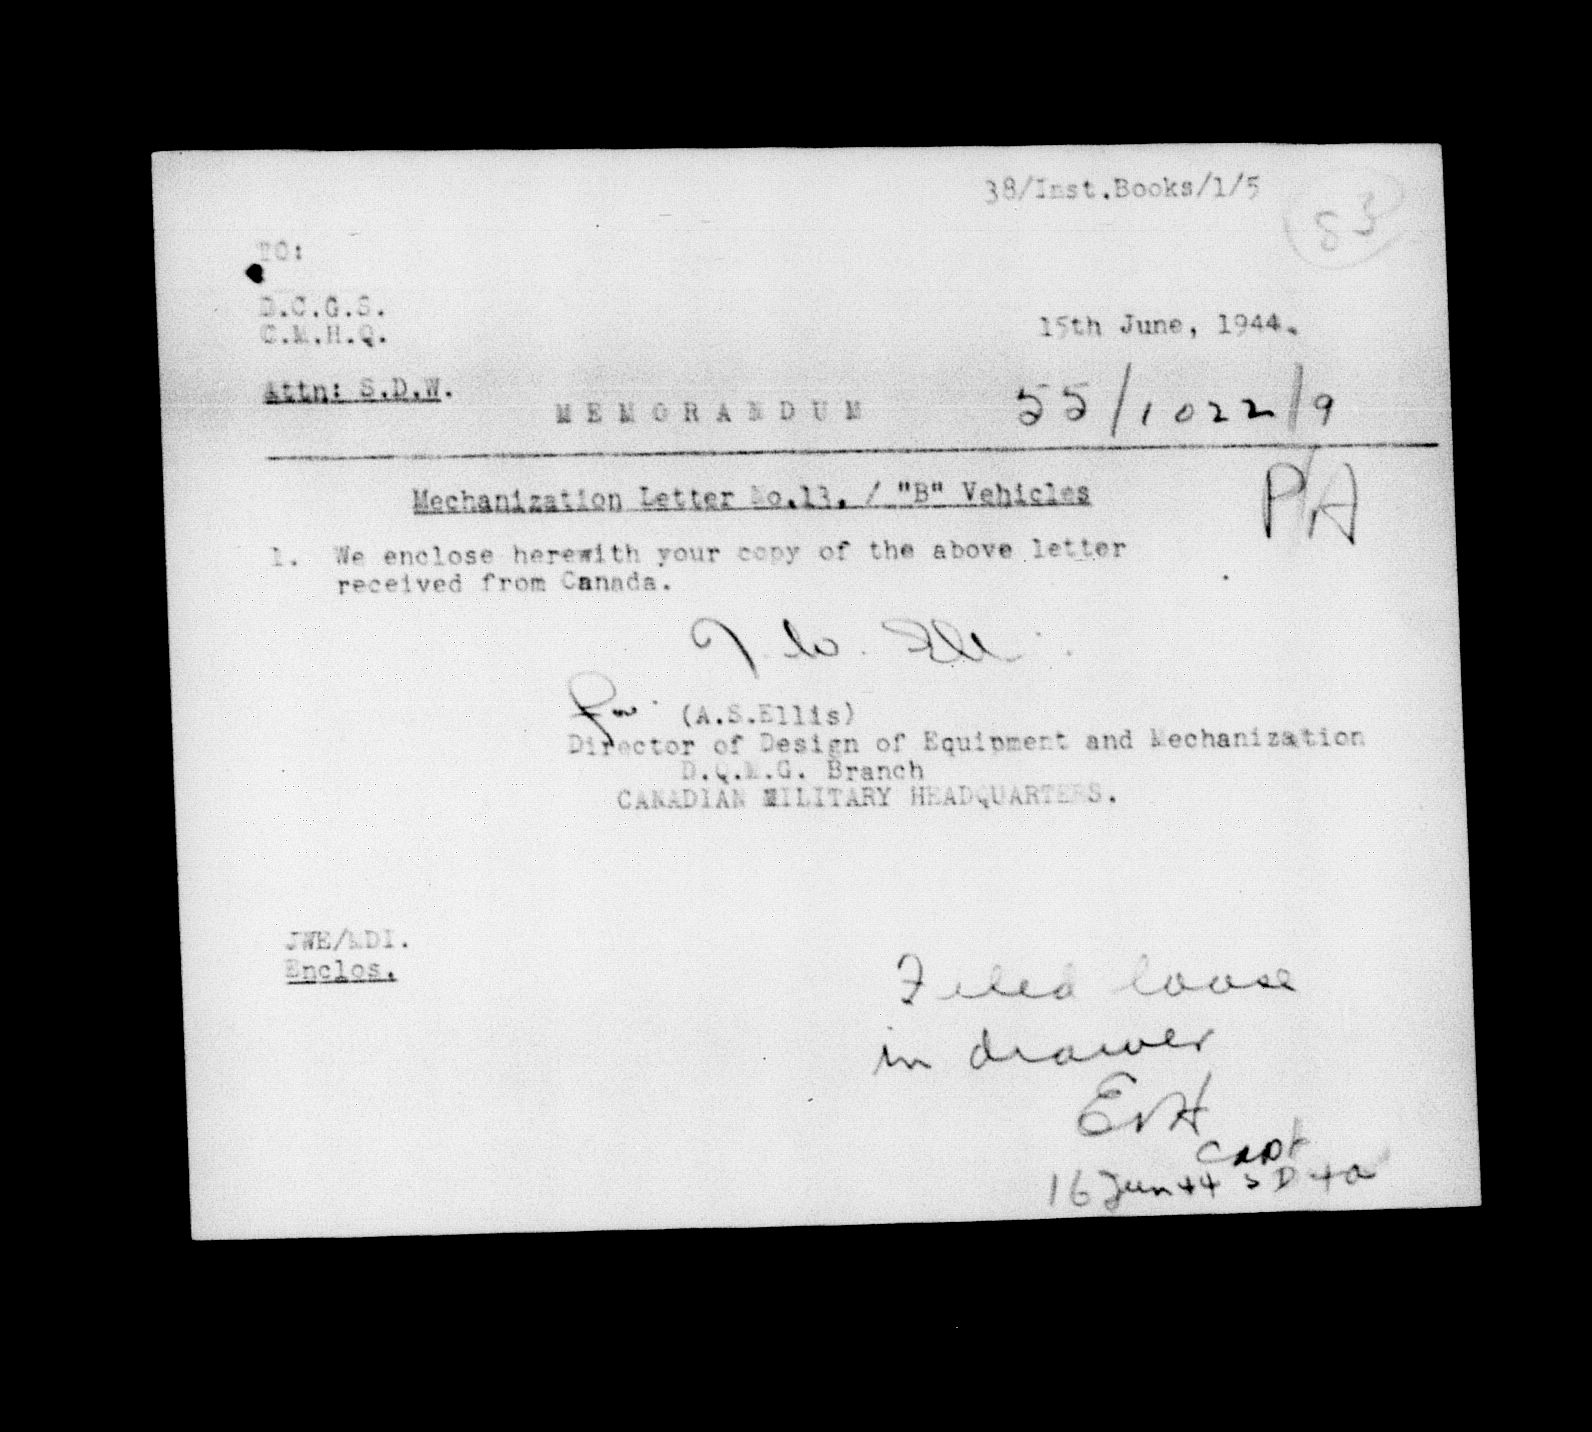 38/Inst.Books/1/5
83
TO:
D.C.G.S.
C.M.H.Q.
15th June, 1944.
Attn: S.D.W.
MEMORANDUM
55/1022/9
Mechanization Letter No.13. / "B" Vehicles
P/A
1. We enclose herewith your copy of the above letter
received from Canada.
for (A.S.Ellis)
Director of Design of Equipment and Mechanization
D.Q.M.G. Branch
CANADIAN MILITARY HEADQUARTERS.
JWE/MDI.
Enclos.
Filed loose
in drawer
Capt
16 Jun 44 SD4a